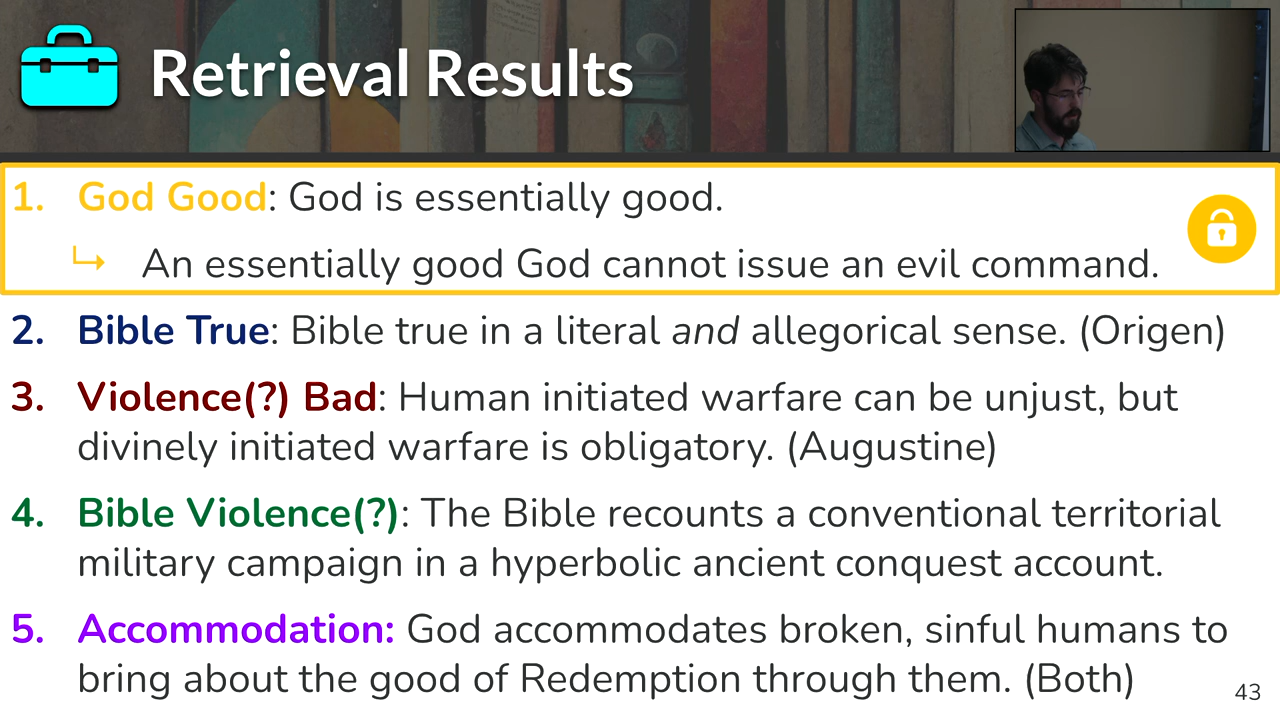 Retrieval Results
1. God Good: God is essentially good.
↳ An essentially good God cannot issue an evil command.
2. Bible True: Bible true in a literal and allegorical sense. (Origen)
3. Violence(?) Bad: Human initiated warfare can be unjust, but
divinely initiated warfare is obligatory. (Augustine)
4. Bible Violence(?): The Bible recounts a conventional territorial
military campaign in a hyperbolic ancient conquest account.
5. Accommodation: God accommodates broken, sinful humans to
bring about the good of Redemption through them. (Both)
43